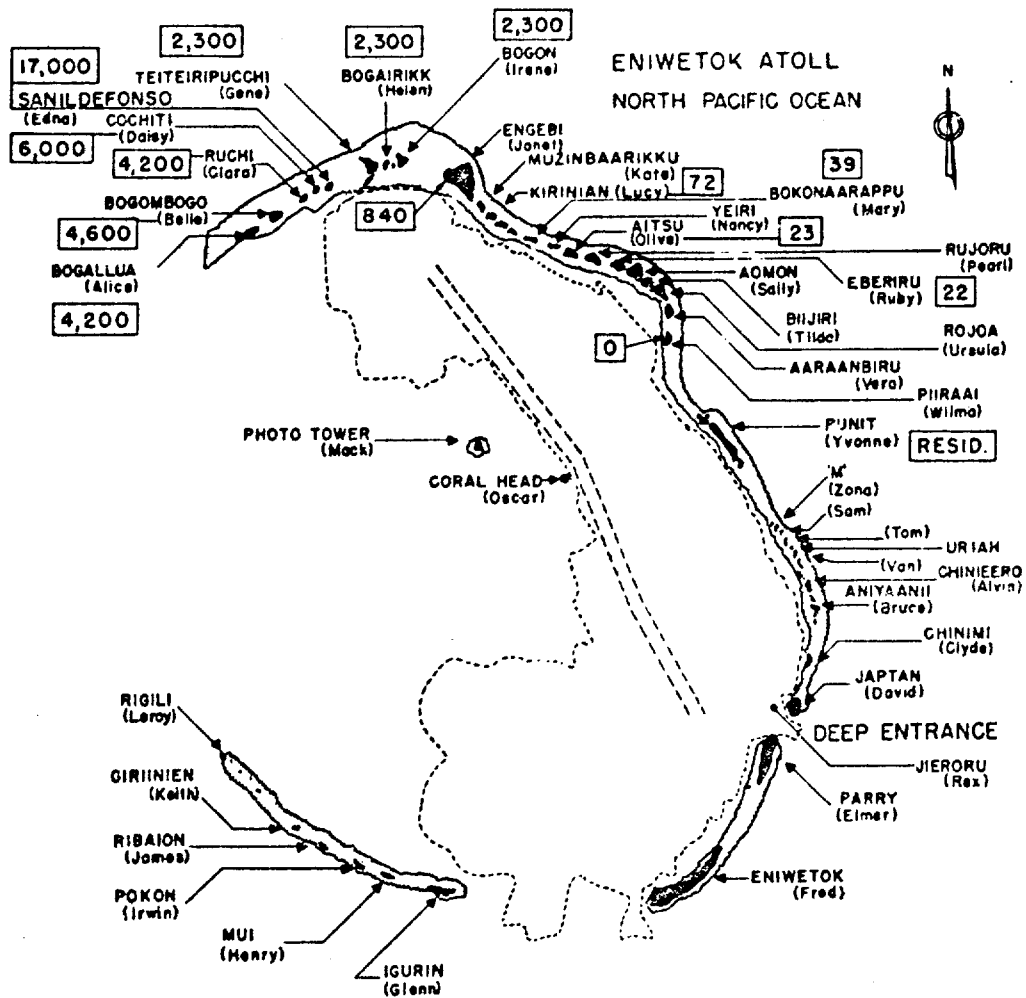 ENIWETOK ATOLL
NORTH PACIFIC OCEAN
N
2,300
2,300
2,300
17,000
TEITEIRIPUCCHI
(Gene)
BOGAIRIKK
(Helen)
BOGON
(Irene)
SANILDEFONSO
(Edna)
COCHITI
(Daisy)
6,000
4,200
RUCHI
(Clara)
BOGOMBOGO
(Belle)
4,600
BOGALLUA
(Alice)
4,200
840
ENGEBI
(Janet)
MUZINBAARIKKU
(Kate)
KIRINIAN (Lucy)
72
39
BOKONAARAPPU
(Mary)
YEIRI
(Nancy)
AITSU
(Olive)
23
RUJORU
(Pearl)
EBERIRU
(Ruby)
22
AOMON
(Sally)
BIIJIRI
(Tilda)
ROJOA
(Ursula)
0
AARAANBIRU
(Vera)
PIIRAAI
(Wilma)
PUNIT
(Yvonne)
RESID.
PHOTO TOWER
(Mack)
CORAL HEAD
(Oscar)
'M'
(Zona)
(Sam)
(Tom)
URIAH
(Van)
CHINIEERO
(Alvin)
ANIYAANII
(Bruce)
CHINIMI
(Clyde)
JAPTAN
(David)
DEEP ENTRANCE
JIERORU
(Rex)
PARRY
(Elmer)
ENIWETOK
(Fred)
RIGILI
(Leroy)
GIRIINIEN
(Keith)
RIBAION
(James)
POKON
(Irwin)
MUI
(Henry)
IGURIN
(Glenn)